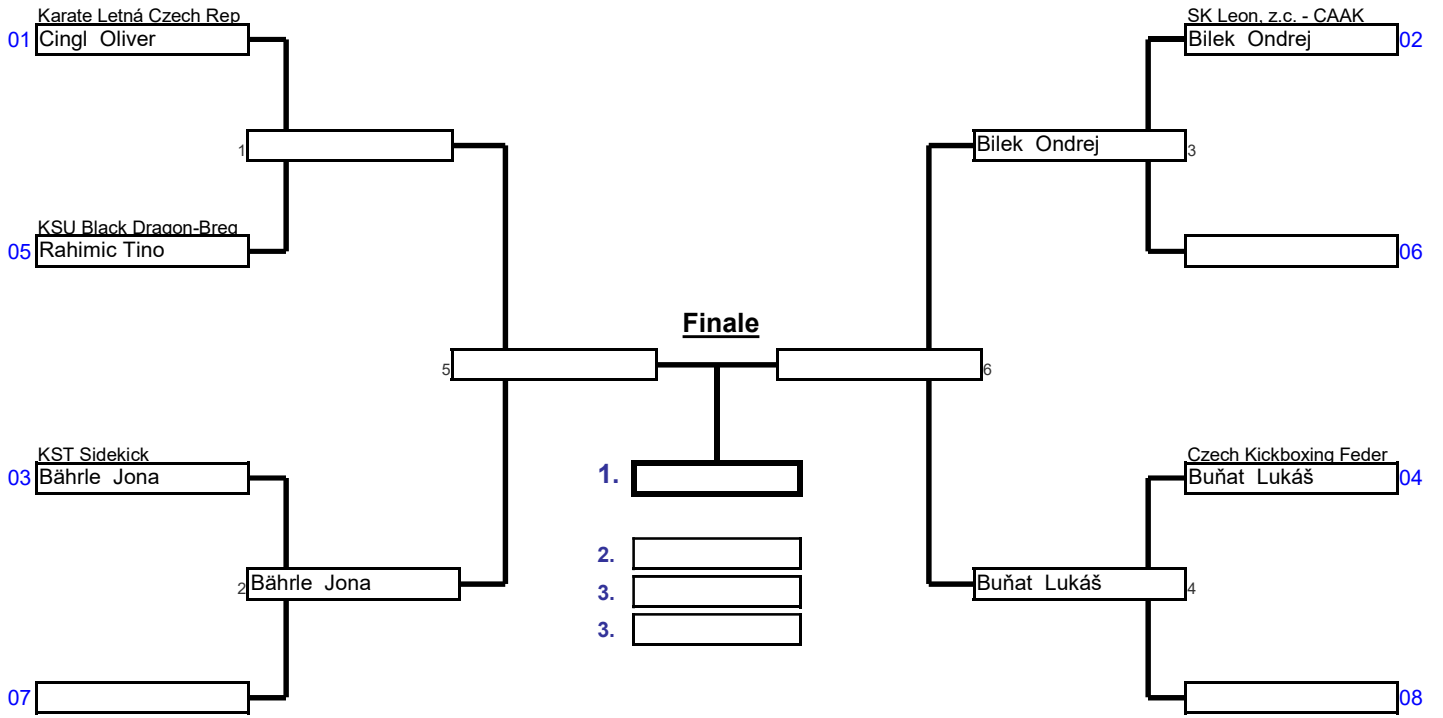 Karate Letná Czech Rep
01 Cingl Oliver
SK Leon, z.c. - CAAK
Bilek Ondrej 02
1
Bilek Ondrej 3
KSU Black Dragon-Breg
05 Rahimic Tino
06
Finale
5
6
KST Sidekick
03 Bährle Jona
1.
Czech Kickboxing Feder
Buňat Lukáš 04
2.
2 Bährle Jona
3.
Buňat Lukáš 4
3.
07
08